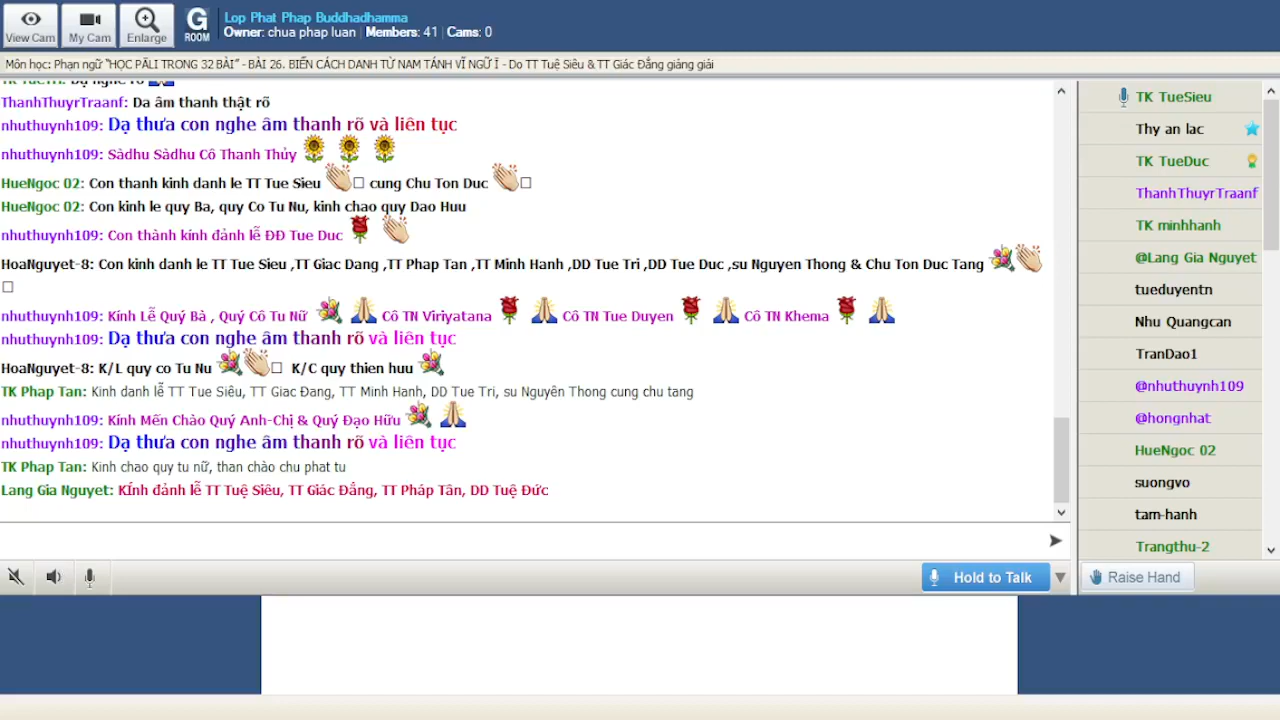 View Cam
My Cam
Enlarge
G
ROOM
Lop Phat Phap Buddhadhamma
Owner: chua phap luan | Members: 41 | Cams: 0
Môn học: Phạn ngữ "HỌC PĀLI TRONG 32 BÀI" - BÀI 26. BIẾN CÁCH DANH TỪ NAM TÁNH VĨ NGỮ Ī - Do TT Tuệ Siêu & TT Giác Đẳng giảng giải
ThanhThuyrTraanf: Da âm thanh thật rõ
nhuthuynh109: Dạ thưa con nghe âm thanh rõ và liên tục
nhuthuynh109: Sàdhu Sàdhu Cô Thanh Thủy
HueNgoc 02: Con thanh kinh danh le TT Tue Sieu cung Chu Ton Duc
HueNgoc 02: Con kinh le quy Ba, quy Co Tu Nu, kinh chao quy Dao Huu
nhuthuynh109: Con thành kính đảnh lễ ĐĐ Tue Duc
HoaNguyet-8: Con kinh danh le TT Tue Sieu ,TT Giac Dang ,TT Phap Tan ,TT Minh Hanh ,DD Tue Tri ,DD Tue Duc ,su Nguyen Thong & Chu Ton Duc Tang
nhuthuynh109: Kính Lễ Quý Bà , Quý Cô Tu Nữ Cô TN Viriyatana Cô TN Tue Duyen Cô TN Khema
nhuthuynh109: Dạ thưa con nghe âm thanh rõ và liên tục
HoaNguyet-8: K/L quy co Tu Nu K/C quy thien huu
TK Phap Tan: Kinh danh lễ TT Tue Siêu, TT Giac Đang, TT Minh Hanh, DD Tue Tri, su Nguyên Thong cung chu tang
nhuthuynh109: Kính Mến Chào Quý Anh-Chị & Quý Đạo Hữu
nhuthuynh109: Dạ thưa con nghe âm thanh rõ và liên tục
TK Phap Tan: Kinh chao quy tu nữ, than chào chu phat tu
Lang Gia Nguyet: KÍnh đảnh lễ TT Tuệ Siêu, TT Giác Đẳng, TT Pháp Tân, DD Tuệ Đức
Hold to Talk
TK TueSieu
Thy an lac
TK TueDuc
ThanhThuyrTraanf
TK minhhanh
@Lang Gia Nguyet
tueduyentn
Nhu Quangcan
TranDao1
@nhuthuynh109
@hongnhat
HueNgoc 02
suongvo
tam-hanh
Trangthu-2
Raise Hand